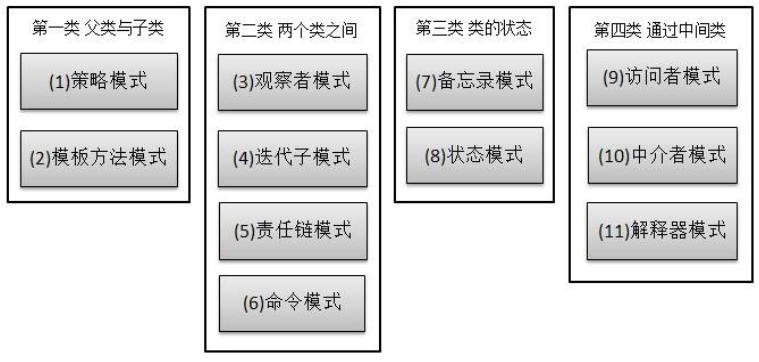 第一类 父类与子类
(1)策略模式
(2)模板方法模式
第二类 两个类之间
(3)观察者模式
(4)迭代子模式
(5)责任链模式
(6)命令模式
第三类 类的状态
(7)备忘录模式
(8)状态模式
第四类 通过中间类
(9)访问者模式
(10)中介者模式
(11)解释器模式